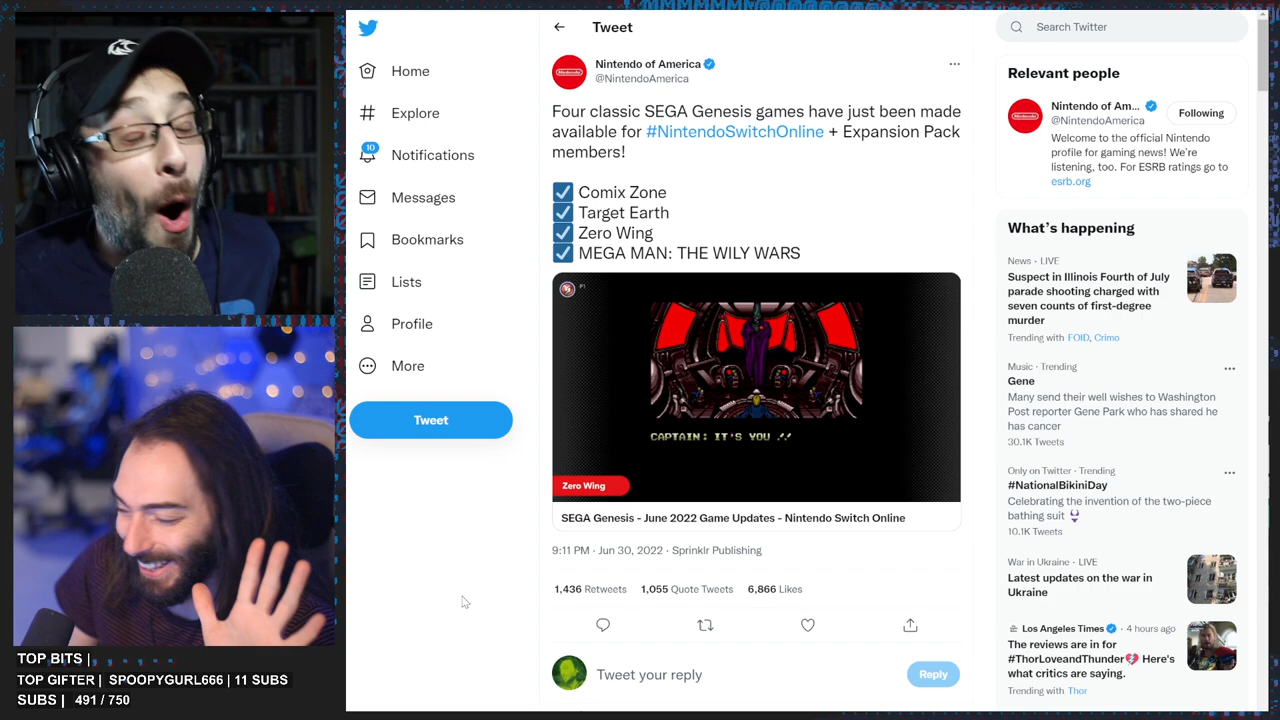 Home
Explore
10
Notifications
Messages
Bookmarks
Lists
Profile
More
Tweet
Tweet
Nintendo of America
@NintendoAmerica
Four classic SEGA Genesis games have just been made
available for #NintendoSwitchOnline + Expansion Pack
members!
Comix Zone
Target Earth
Zero Wing
MEGA MAN: THE WILY WARS
P1
CAPTAIN: IT'S YOU !!
Zero Wing
SEGA Genesis - June 2022 Game Updates - Nintendo Switch Online
9:11 PM · Jun 30, 2022 · Sprinklr Publishing
1,436 Retweets 1,055 Quote Tweets 6,866 Likes
Tweet your reply
Reply
Search Twitter
Relevant people
Nintendo of Am...
@NintendoAmerica
Following
Welcome to the official Nintendo
profile for gaming news! We're
listening, too. For ESRB ratings go to
esrb.org
What's happening
News · LIVE
Suspect in Illinois Fourth of July
parade shooting charged with
seven counts of first-degree
murder
Trending with FOID, Crimo
Music · Trending
Gene
Many send their well wishes to Washington
Post reporter Gene Park who has shared he
has cancer
30.1K Tweets
Only on Twitter · Trending
#NationalBikiniDay
Celebrating the invention of the two-piece
bathing suit
10.1K Tweets
War in Ukraine · LIVE
Latest updates on the war in
Ukraine
Los Angeles Times · 4 hours ago
The reviews are in for
#ThorLoveandThunder Here's
what critics are saying.
Trending with Thor
TOP BITS |
TOP GIFTER | SPOOPYGURL666 | 11 SUBS
SUBS | 491 / 750